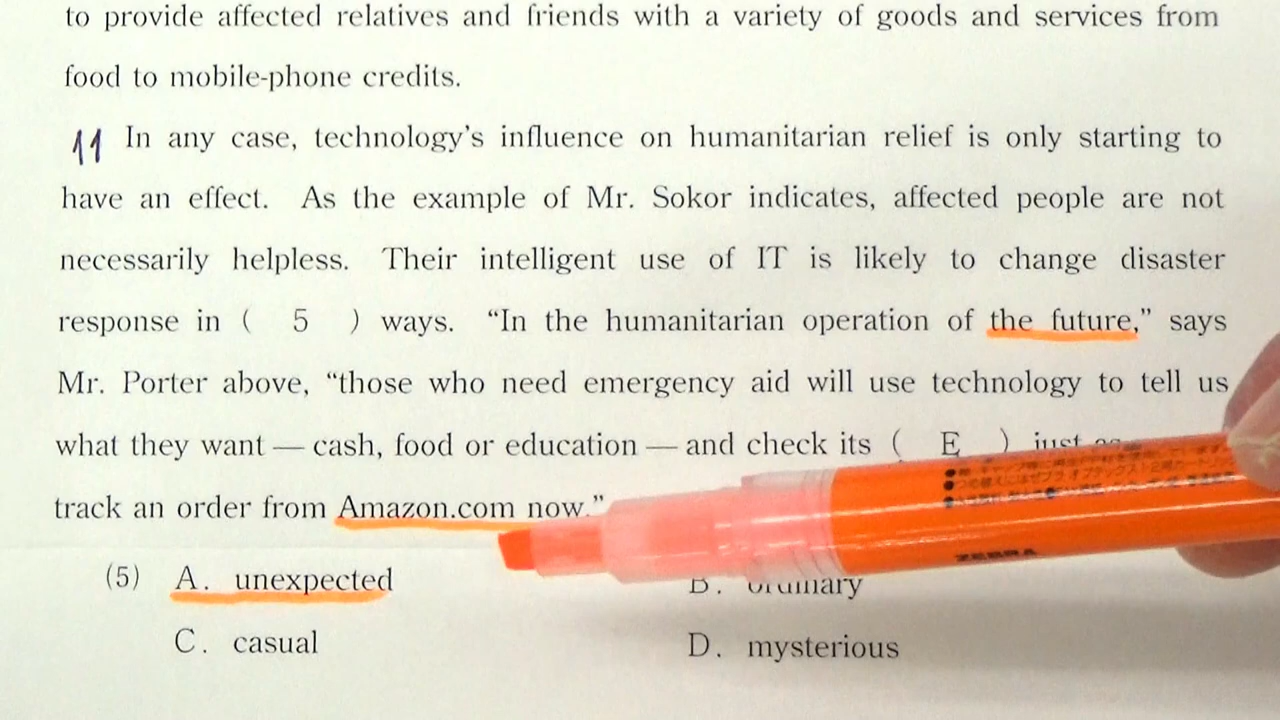 to provide affected relatives and friends with a variety of goods and services from
food to mobile-phone credits.
11 In any case, technology's influence on humanitarian relief is only starting to
have an effect. As the example of Mr. Sokor indicates, affected people are not
necessarily helpless. Their intelligent use of IT is likely to change disaster
response in ( 5 ) ways. “In the humanitarian operation of the future,” says
Mr. Porter above, “those who need emergency aid will use technology to tell us
what they want — cash, food or education — and check its ( E ) just as
track an order from Amazon.com now.”
(5) A. unexpected B. ordinary
C. casual D. mysterious
ZEBRA